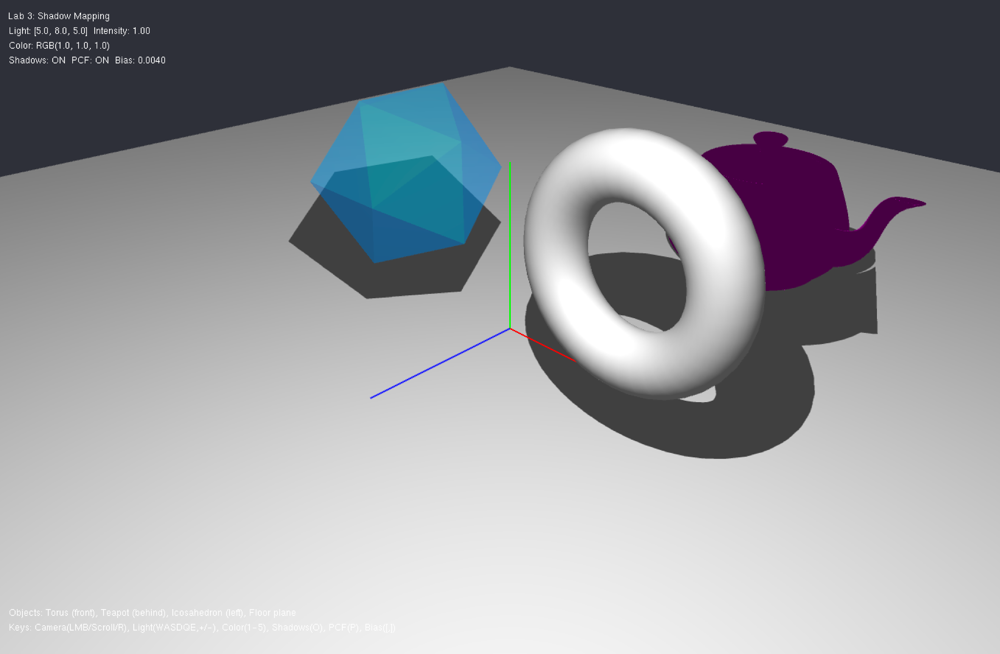 Lab 3: Shadow Mapping
Light: [5.0, 8.0, 5.0]  Intensity: 1.00
Color: RGB(1.0, 1.0, 1.0)
Shadows: ON  PCF: ON  Bias: 0.0040
Objects: Torus (front), Teapot (behind), Icosahedron (left), Floor plane
Keys: Camera(LMB/Scroll/R), Light(WASDQE,+/-), Color(1-5), Shadows(O), PCF(P), Bias([,])